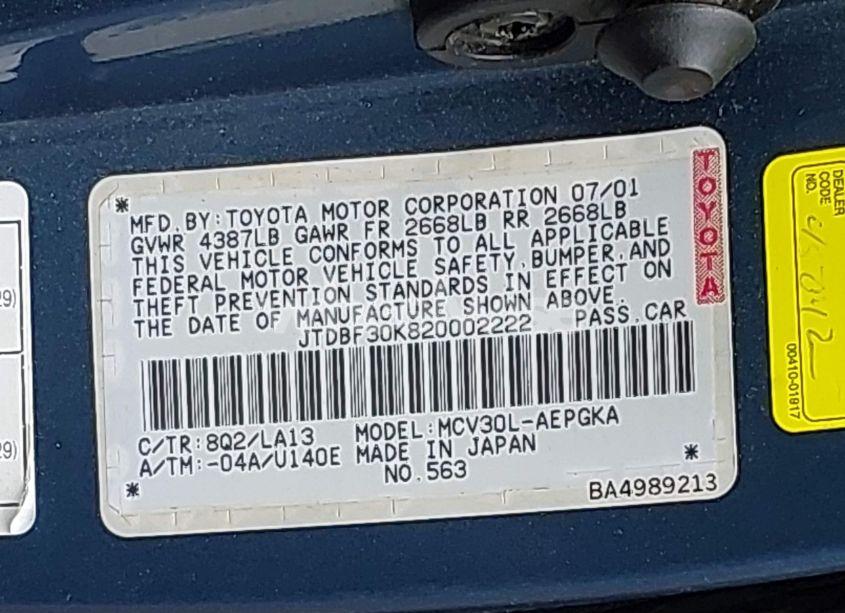 MFD.BY:TOYOTA MOTOR CORPORATION 07/01
GVWR 4387LB GAWR FR 2668LB RR 2668LB
THIS VEHICLE CONFORMS TO ALL APPLICABLE
FEDERAL MOTOR VEHICLE SAFETY,BUMPER,AND
THEFT PREVENTION STANDARDS IN EFFECT ON
THE DATE OF MANUFACTURE SHOWN ABOVE.
JTDBF30K820002222 PASS.CAR
C/TR:8Q2/LA13 MODEL:MCV30L-AEPGKA
A/TM:-04A/U140E MADE IN JAPAN
NO.563
BA4989213
TOYOTA
DEALER
CODE
NO.
00410-01817
29)
29)